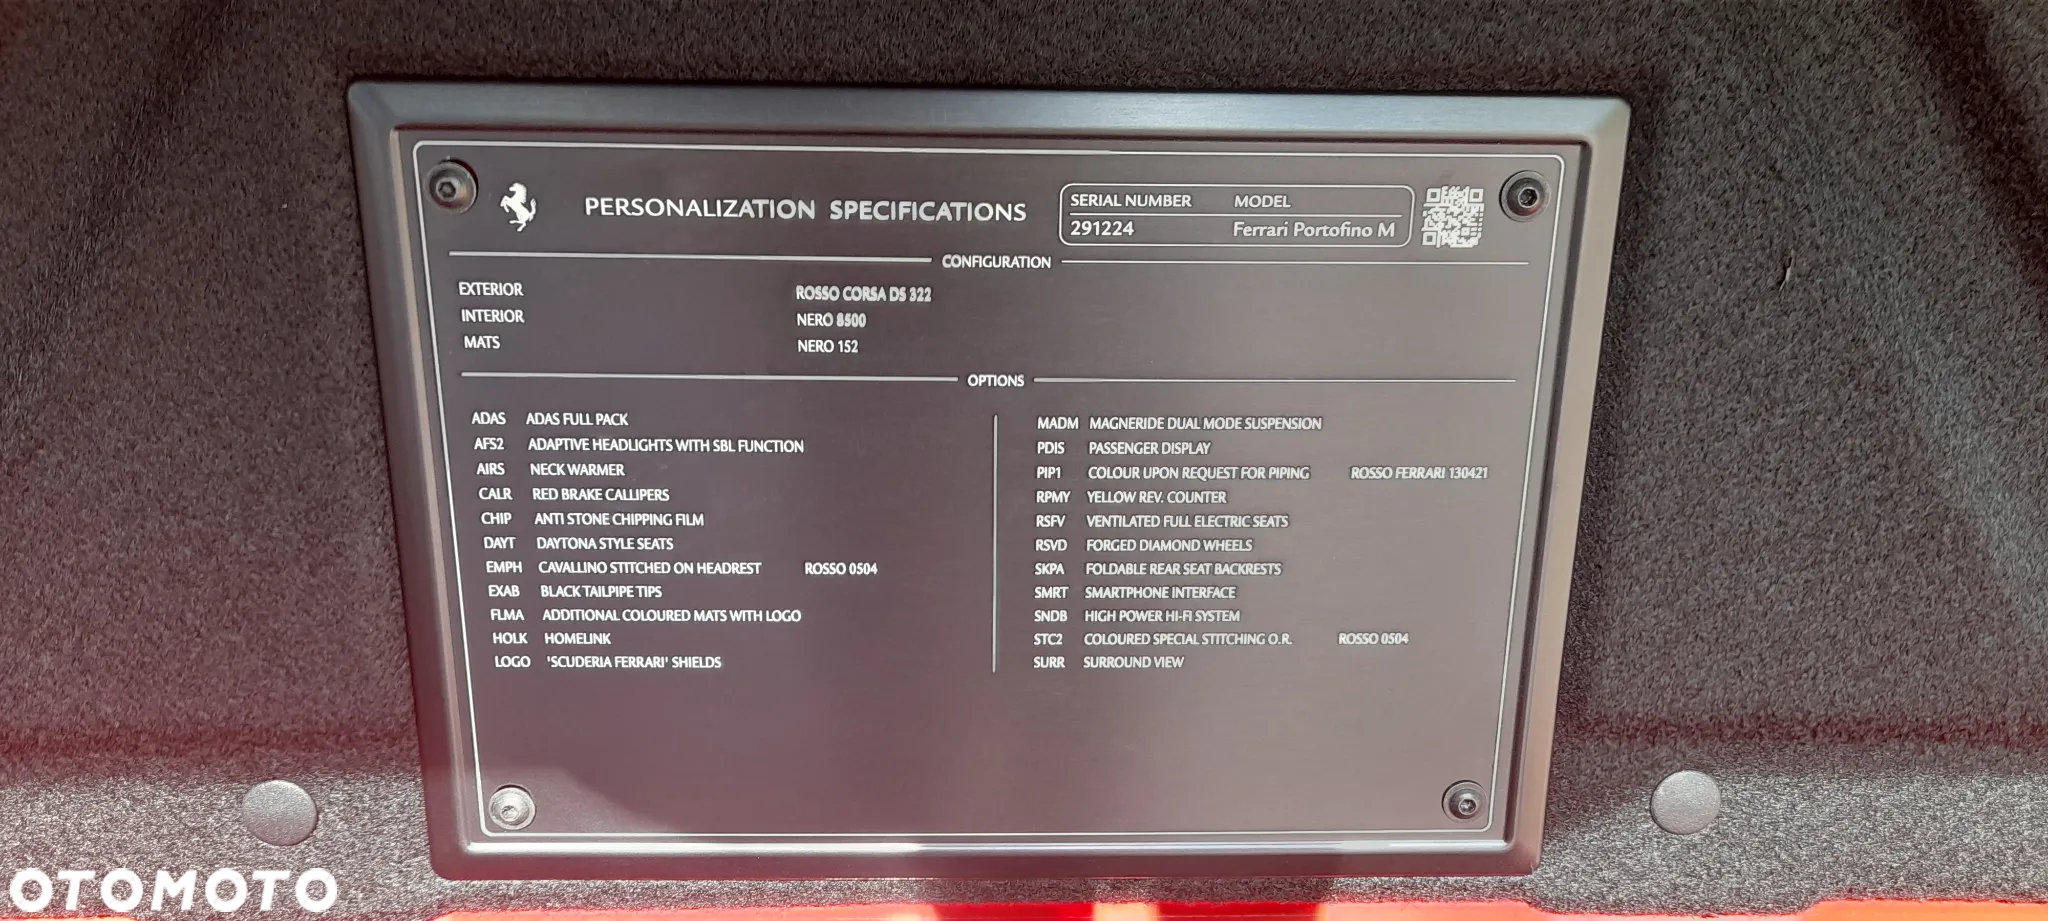 PERSONALIZATION SPECIFICATIONS
SERIAL NUMBER MODEL
291224 Ferrari Portofino M
CONFIGURATION
EXTERIOR ROSSO CORSA DS 322
INTERIOR NERO 8500
MATS NERO 152
OPTIONS
ADAS ADAS FULL PACK
AFS2 ADAPTIVE HEADLIGHTS WITH SBL FUNCTION
AIRS NECK WARMER
CALR RED BRAKE CALLIPERS
CHIP ANTI STONE CHIPPING FILM
DAYT DAYTONA STYLE SEATS
EMPH CAVALLINO STITCHED ON HEADREST ROSSO 0504
EXAB BLACK TAILPIPE TIPS
FLMA ADDITIONAL COLOURED MATS WITH LOGO
HOLK HOMELINK
LOGO 'SCUDERIA FERRARI' SHIELDS
MADM MAGNERIDE DUAL MODE SUSPENSION
PDIS PASSENGER DISPLAY
PIP1 COLOUR UPON REQUEST FOR PIPING ROSSO FERRARI 130421
RPMY YELLOW REV. COUNTER
RSFV VENTILATED FULL ELECTRIC SEATS
RSVD FORGED DIAMOND WHEELS
SKPA FOLDABLE REAR SEAT BACKRESTS
SMRT SMARTPHONE INTERFACE
SNDB HIGH POWER HI-FI SYSTEM
STC2 COLOURED SPECIAL STITCHING O.R. ROSSO 0504
SURR SURROUND VIEW
OTOMOTO